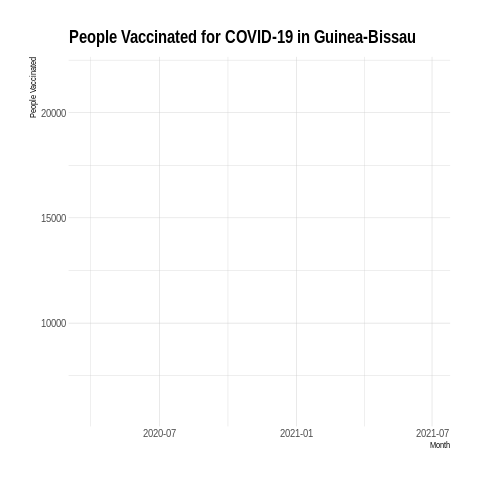 People Vaccinated for COVID-19 in Guinea-Bissau
People Vaccinated
20000
15000
10000
2020-07
2021-01
2021-07
Month